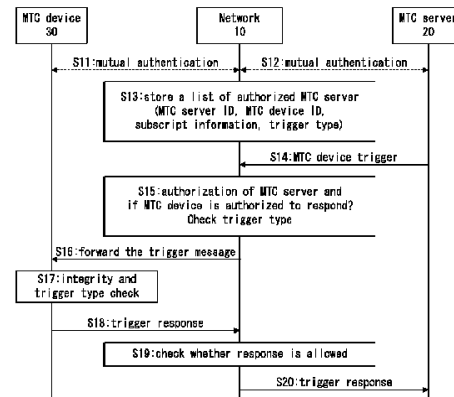 MTC device
30
Network
10
MTC server
20
S11:mutual authentication
S12:mutual authentication
S13:store a list of authorized MTC server
(MTC server ID, MTC device ID,
subscript information, trigger type)
S14:MTC device trigger
S15:authorization of MTC server and
if MTC device is authorized to respond?
Check trigger type
S16:forward the trigger message
S17:integrity and
trigger type check
S18:trigger response
S19:check whether response is allowed
S20:trigger response